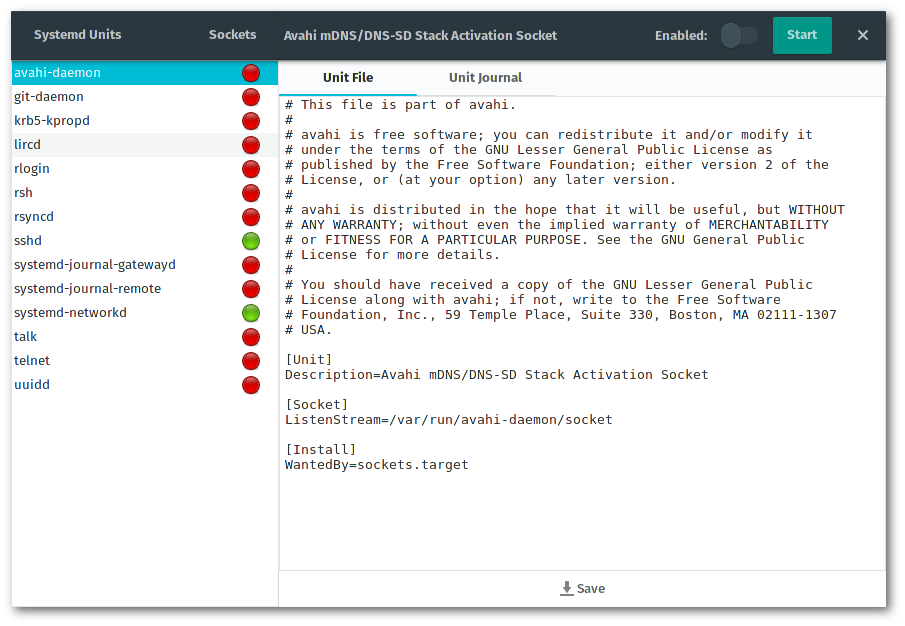 Systemd Units
Sockets
Avahi mDNS/DNS-SD Stack Activation Socket
Enabled:
Start
avahi-daemon
git-daemon
krb5-kpropd
lircd
rlogin
rsh
rsyncd
sshd
systemd-journal-gatewayd
systemd-journal-remote
systemd-networkd
talk
telnet
uuidd
Unit File
Unit Journal
# This file is part of avahi.
#
# avahi is free software; you can redistribute it and/or modify it
# under the terms of the GNU Lesser General Public License as
# published by the Free Software Foundation; either version 2 of the
# License, or (at your option) any later version.
#
# avahi is distributed in the hope that it will be useful, but WITHOUT
# ANY WARRANTY; without even the implied warranty of MERCHANTABILITY
# or FITNESS FOR A PARTICULAR PURPOSE. See the GNU General Public
# License for more details.
#
# You should have received a copy of the GNU Lesser General Public
# License along with avahi; if not, write to the Free Software
# Foundation, Inc., 59 Temple Place, Suite 330, Boston, MA 02111-1307
# USA.
[Unit]
Description=Avahi mDNS/DNS-SD Stack Activation Socket
[Socket]
ListenStream=/var/run/avahi-daemon/socket
[Install]
WantedBy=sockets.target
Save